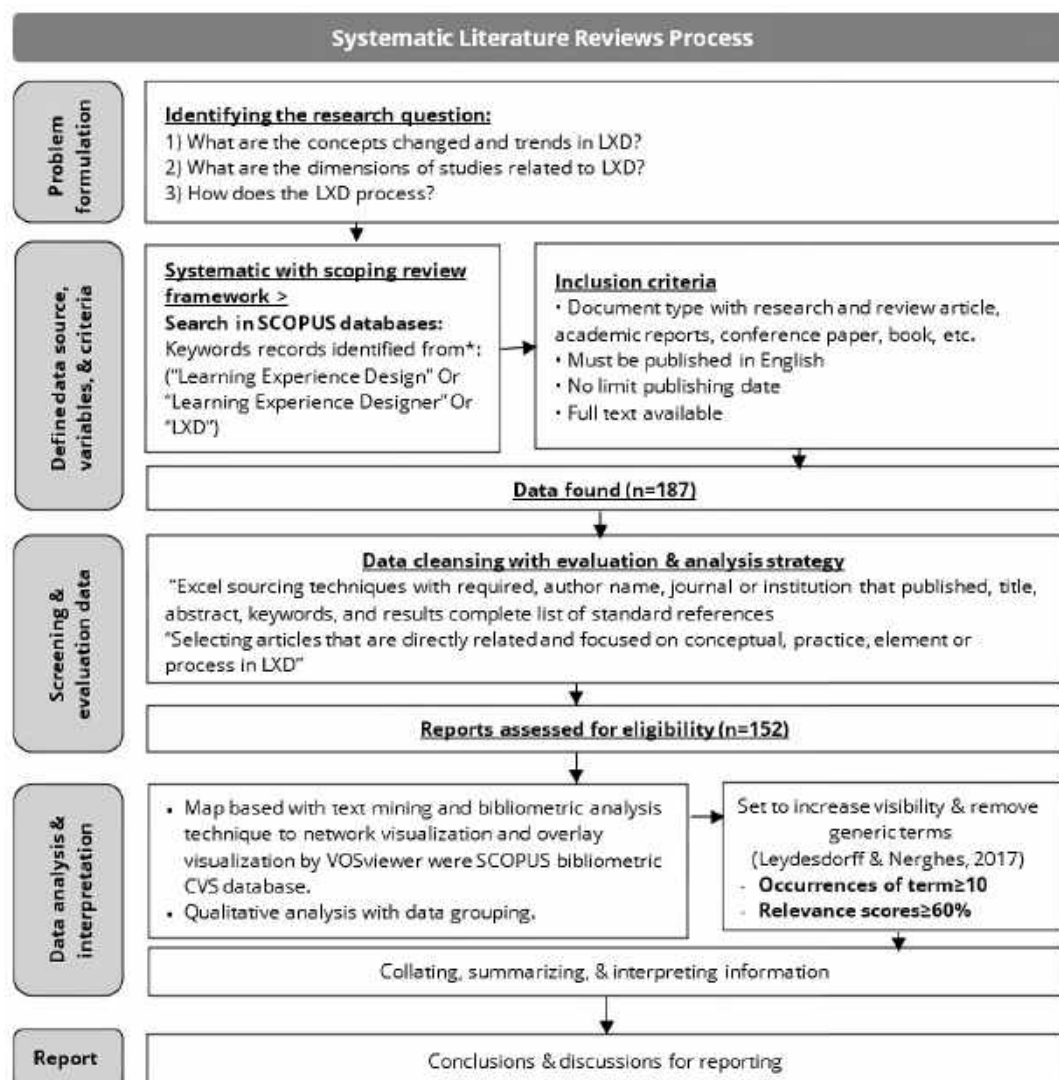 Systematic Literature Reviews Process
Problem
formulation
Identifying the research question:
1) What are the concepts changed and trends in LXD?
2) What are the dimensions of studies related to LXD?
3) How does the LXD process?
Define data source,
variables, & criteria
Systematic with scoping review
framework >
Search in SCOPUS databases:
Keywords records identified from*:
("Learning Experience Design" Or
"Learning Experience Designer" Or
"LXD")
Inclusion criteria
• Document type with research and review article,
academic reports, conference paper, book, etc.
• Must be published in English
• No limit publishing date
• Full text available
Data found (n=187)
Screening &
evaluation data
Data cleansing with evaluation & analysis strategy
"Excel sourcing techniques with required, author name, journal or institution that published, title,
abstract, keywords, and results complete list of standard references
"Selecting articles that are directly related and focused on conceptual, practice, element or
process in LXD"
Reports assessed for eligibility (n=152)
Data analysis &
interpretation
• Map based with text mining and bibliometric analysis
technique to network visualization and overlay
visualization by VOSviewer were SCOPUS bibliometric
CVS database.
• Qualitative analysis with data grouping.
Set to increase visibility & remove
generic terms
(Leydesdorff & Nerghes, 2017)
- Occurrences of term≥10
- Relevance scores≥60%
Collating, summarizing, & interpreting information
Report
Conclusions & discussions for reporting